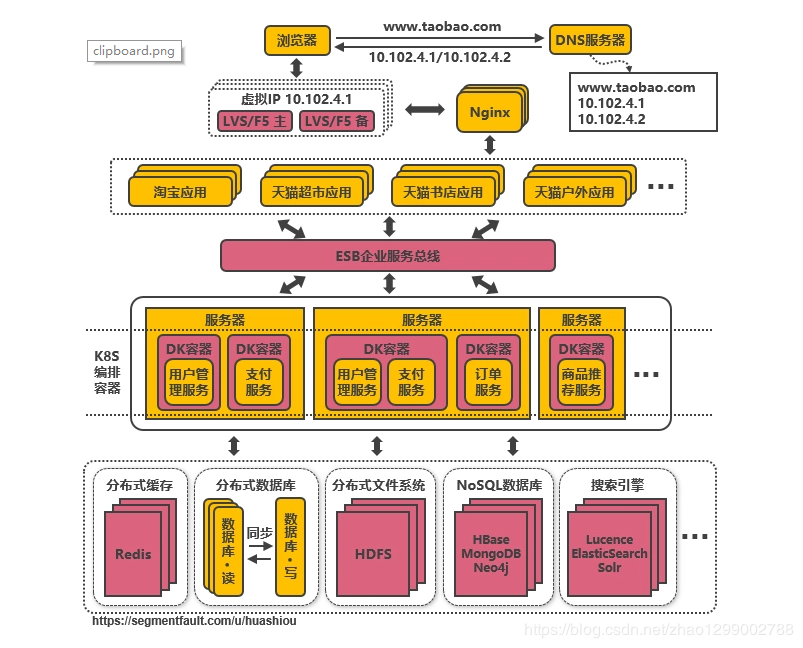 www.taobao.com
浏览器
DNS服务器
clipboard.png
10.102.4.1/10.102.4.2
www.taobao.com
10.102.4.1
10.102.4.2
虚拟IP 10.102.4.1
LVS/F5 主
LVS/F5 备
Nginx
淘宝应用
天猫超市应用
天猫书店应用
天猫户外应用
...
ESB企业服务总线
K8S
编排
容器
服务器
DK容器
用户管
理服务
DK容器
支付
服务
服务器
DK容器
用户管
理服务
支付
服务
DK容器
订单
服务
服务器
DK容器
商品推
荐服务
...
分布式缓存
Redis
分布式数据库
数据库·读
同步
数据库·写
分布式文件系统
HDFS
NoSQL数据库
HBase
MongoDB
Neo4j
搜索引擎
Lucence
ElasticSearch
Solr
...
https://segmentfault.com/u/huashiou
https://blog.csdn.net/zhao1299002788